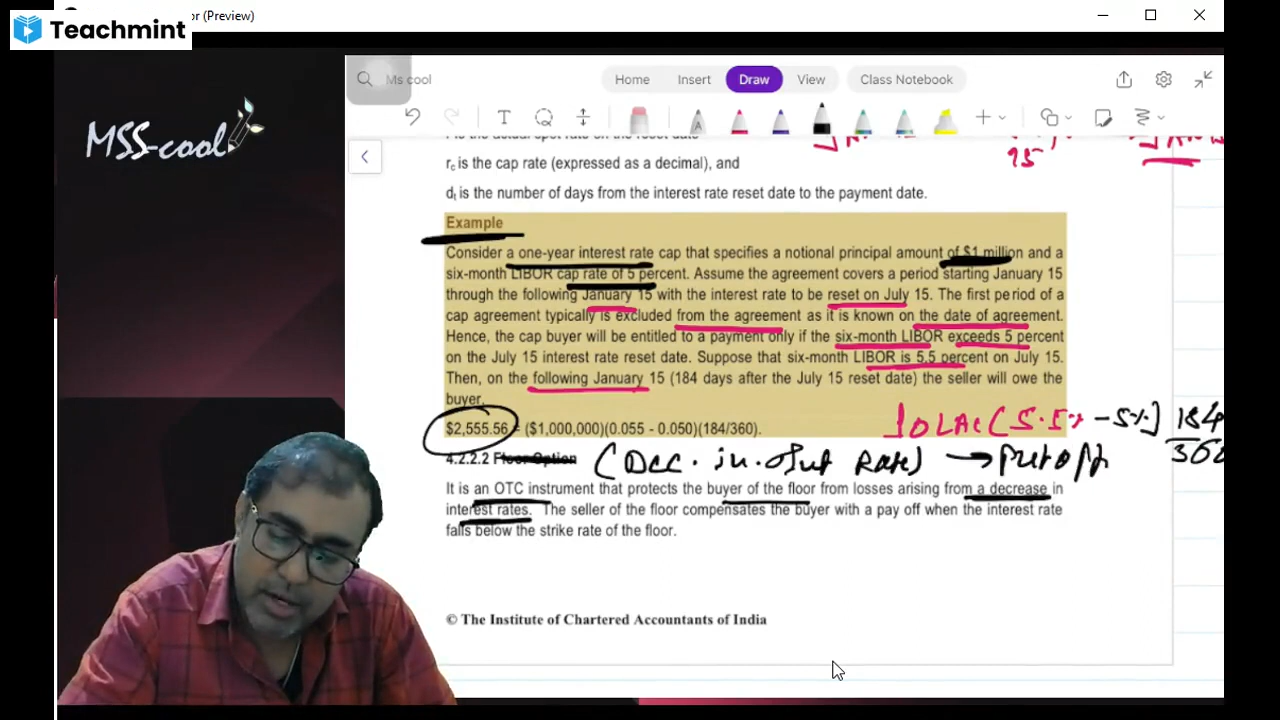 or (Preview)
Teachmint
MSS-cool
Ms cool
Home Insert Draw View Class Notebook
r_c is the cap rate (expressed as a decimal), and
d_t is the number of days from the interest rate reset date to the payment date.
Example
Consider a one-year interest rate cap that specifies a notional principal amount of $1 million and a
six-month LIBOR cap rate of 5 percent. Assume the agreement covers a period starting January 15
through the following January 15 with the interest rate to be reset on July 15. The first period of a
cap agreement typically is excluded from the agreement as it is known on the date of agreement.
Hence, the cap buyer will be entitled to a payment only if the six-month LIBOR exceeds 5 percent
on the July 15 interest rate reset date. Suppose that six-month LIBOR is 5.5 percent on July 15.
Then, on the following January 15 (184 days after the July 15 reset date) the seller will owe the
buyer,
$2,555.56 = ($1,000,000)(0.055 - 0.050)(184/360).
10 LAC (5.5% - 5%] 184
360
4.2.2.2 Floor Option (Dec. in. Rate) →
It is an OTC instrument that protects the buyer of the floor from losses arising from a decrease in
interest rates. The seller of the floor compensates the buyer with a pay off when the interest rate
falls below the strike rate of the floor.
© The Institute of Chartered Accountants of India